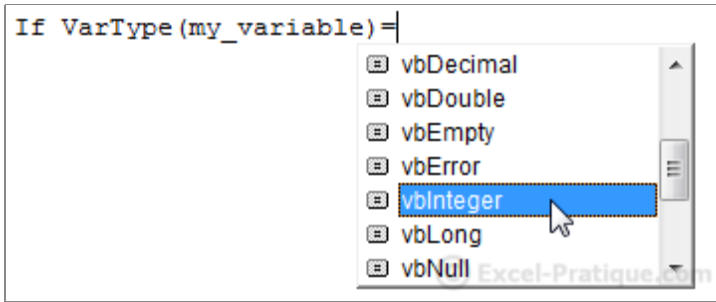 If VarType(my_variable)=
vbDecimal
vbDouble
vbEmpty
vbError
vbInteger
vbLong
vbNull
© Excel-Pratique.com